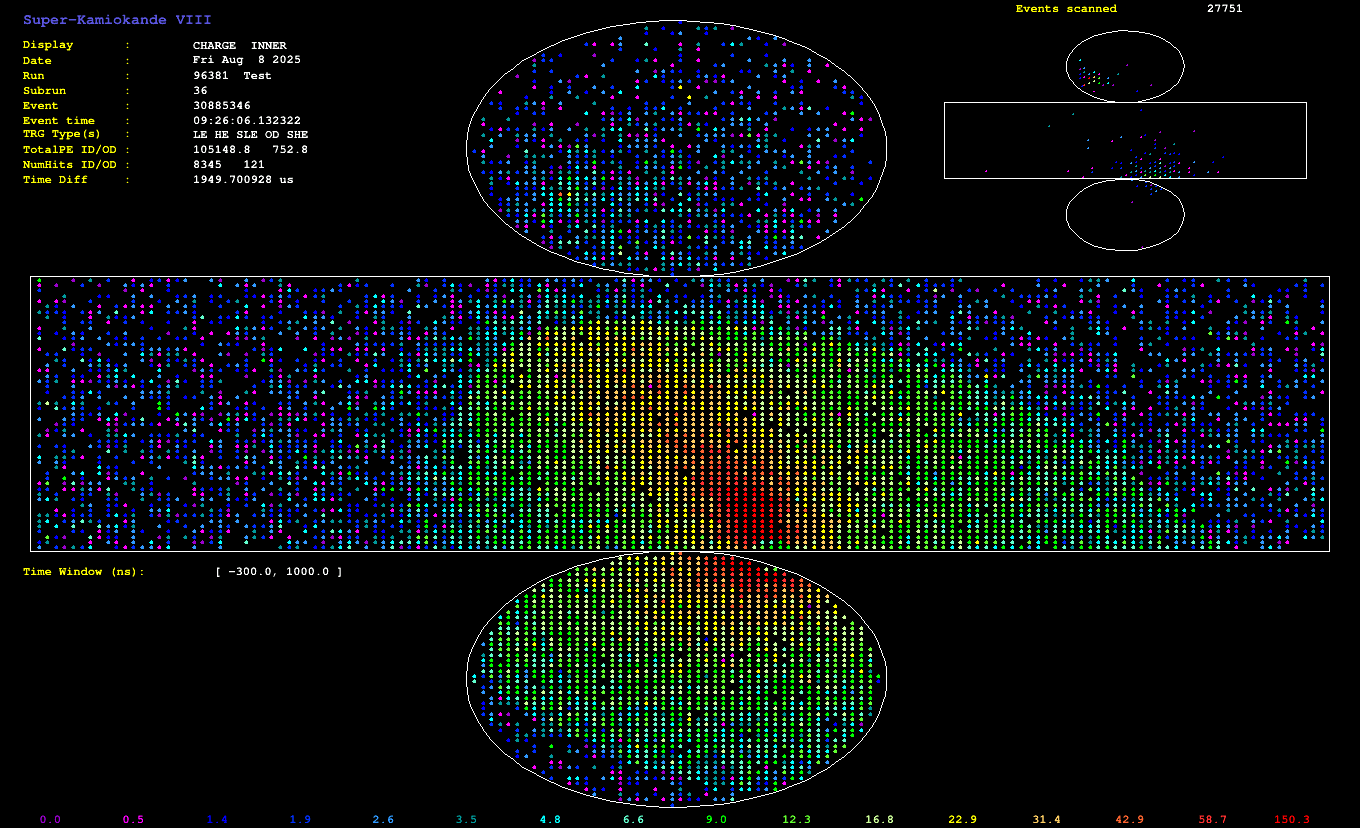 Super-Kamiokande VIII
Events scanned 27751
Display : CHARGE INNER
Date : Fri Aug 8 2025
Run : 96381 Test
Subrun : 36
Event : 30885346
Event time : 09:26:06.132322
TRG Type(s) : LE HE SLE OD SHE
TotalPE ID/OD : 105148.8 752.8
NumHits ID/OD : 8345 121
Time Diff : 1949.700928 us
Time Window (ns): [ -300.0, 1000.0 ]
0.0 0.5 1.4 1.9 2.6 3.5 4.8 6.6 9.0 12.3 16.8 22.9 31.4 42.9 58.7 150.3